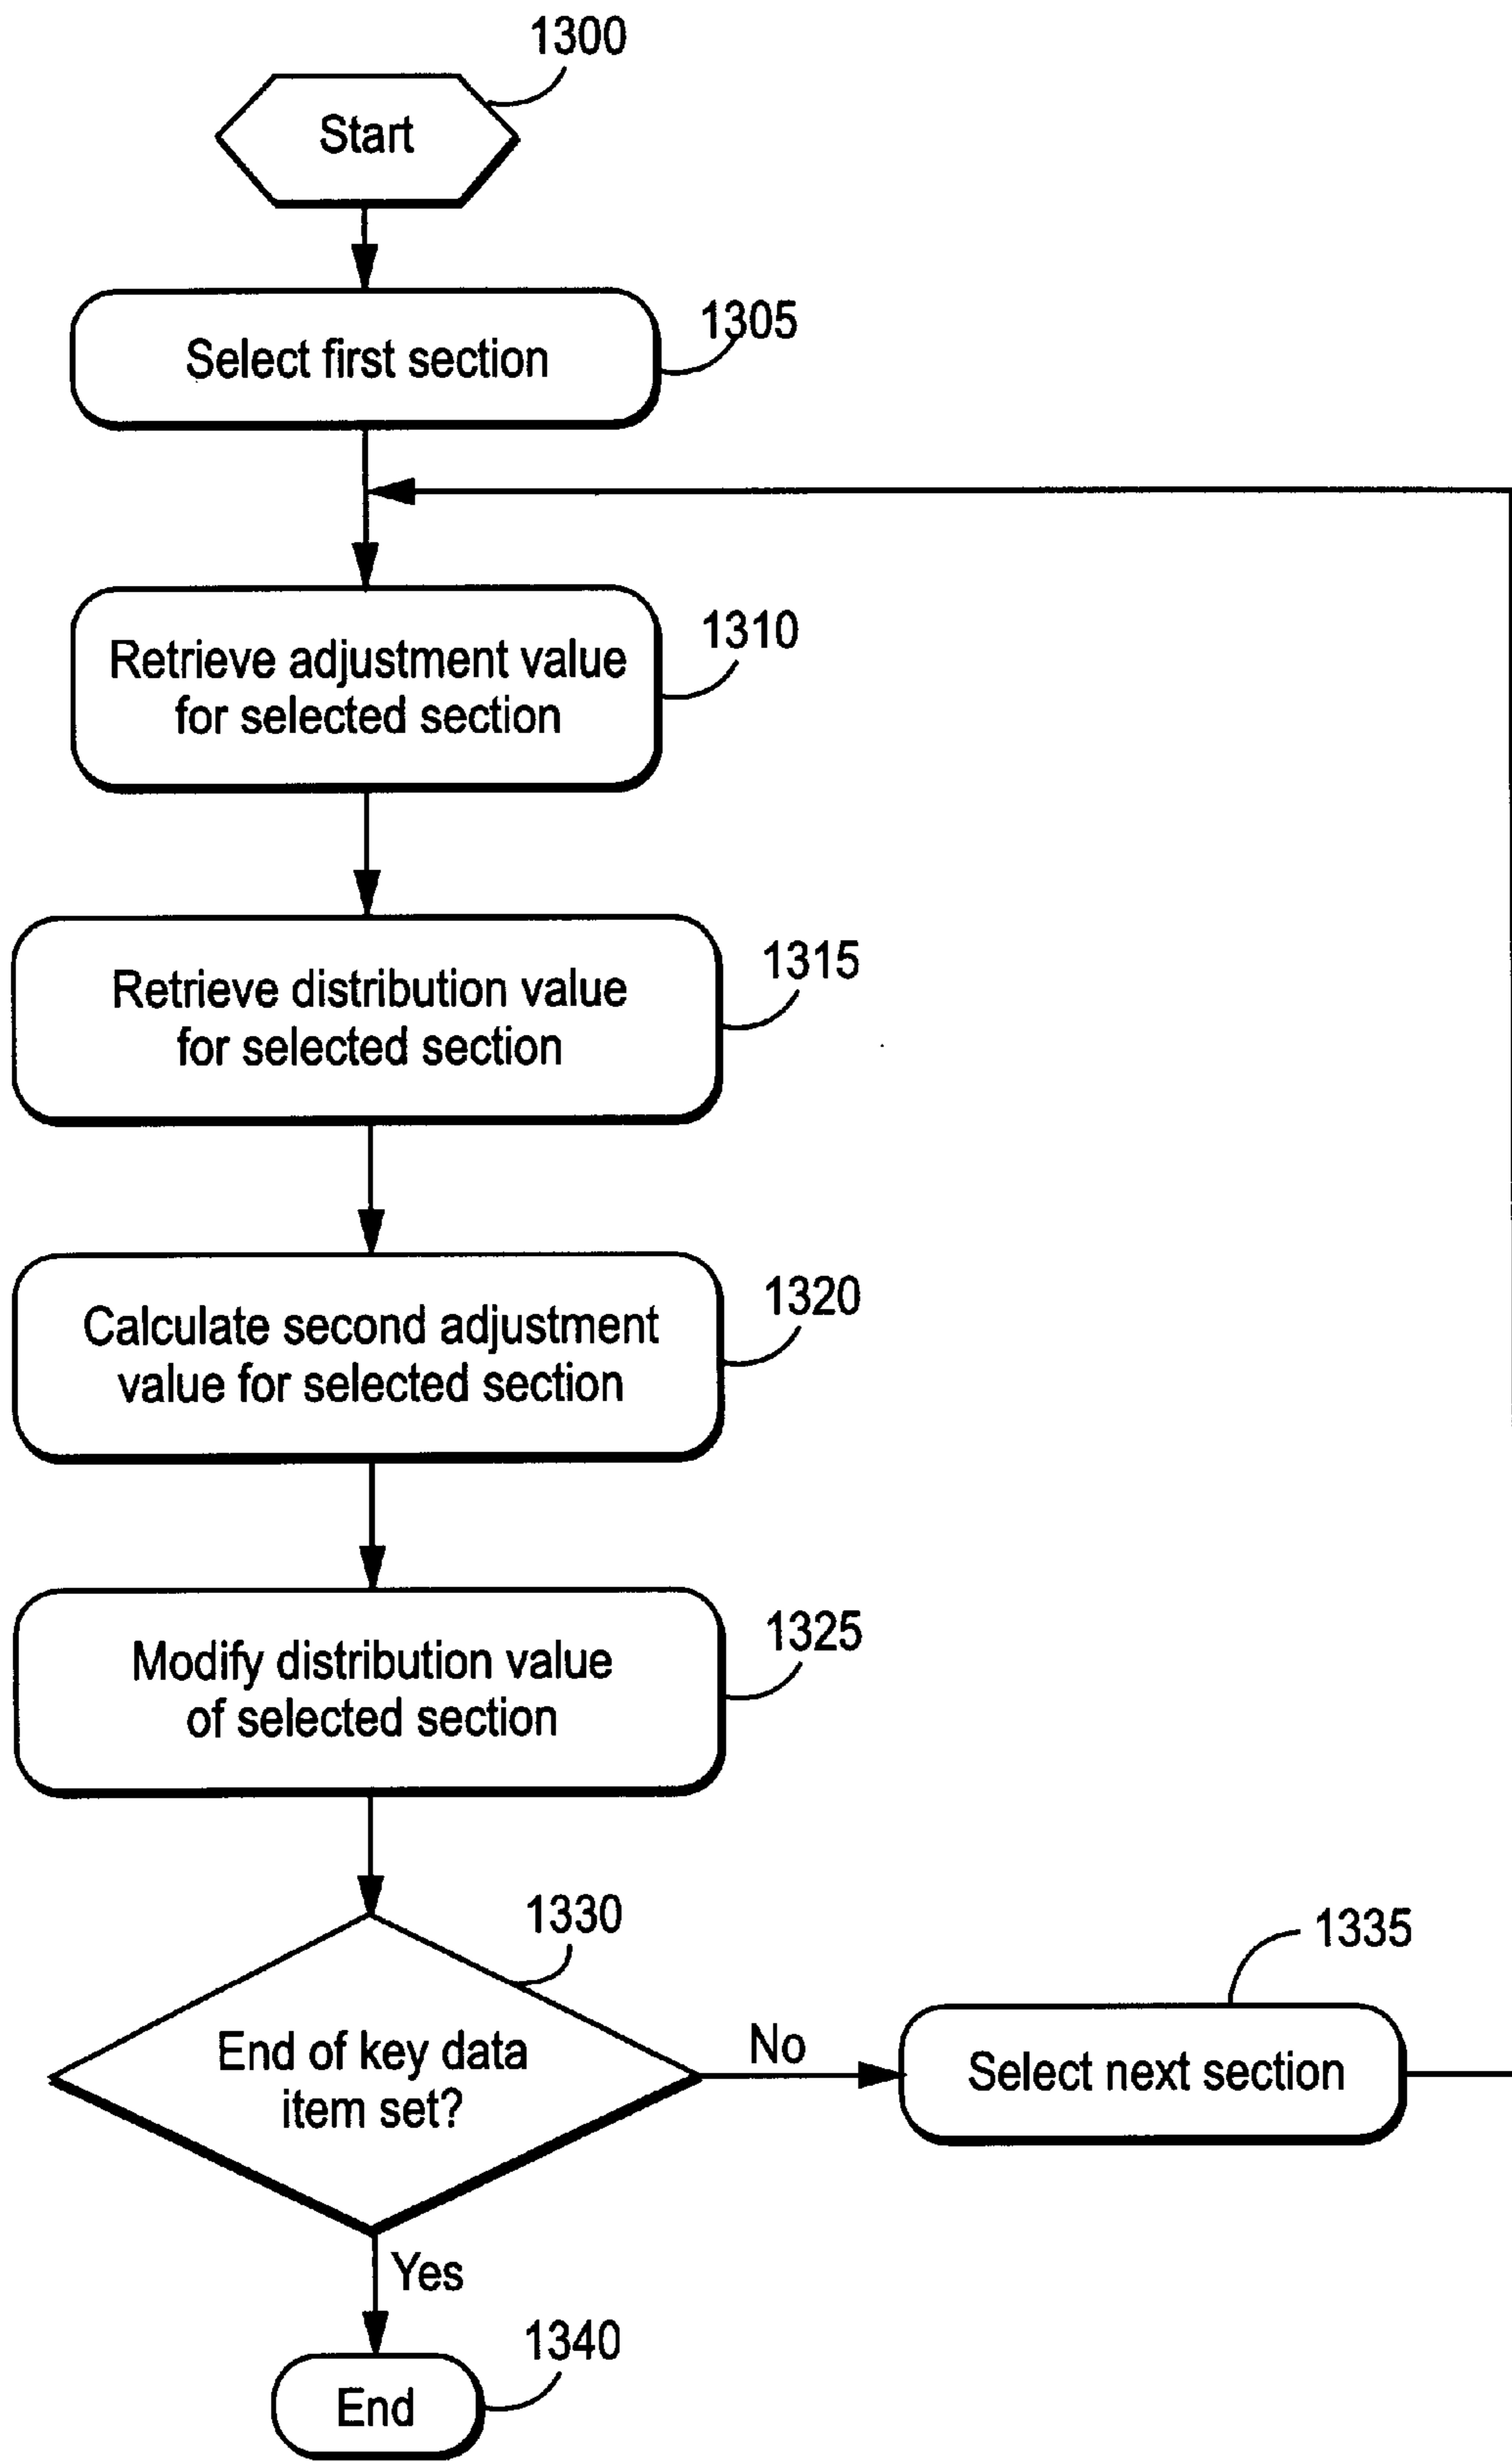 1300
Start
1305
Select first section
1310
Retrieve adjustment value
for selected section
1315
Retrieve distribution value
for selected section
1320
Calculate second adjustment
value for selected section
1325
Modify distribution value
of selected section
1330
End of key data
item set?
No
1335
Select next section
Yes
1340
End